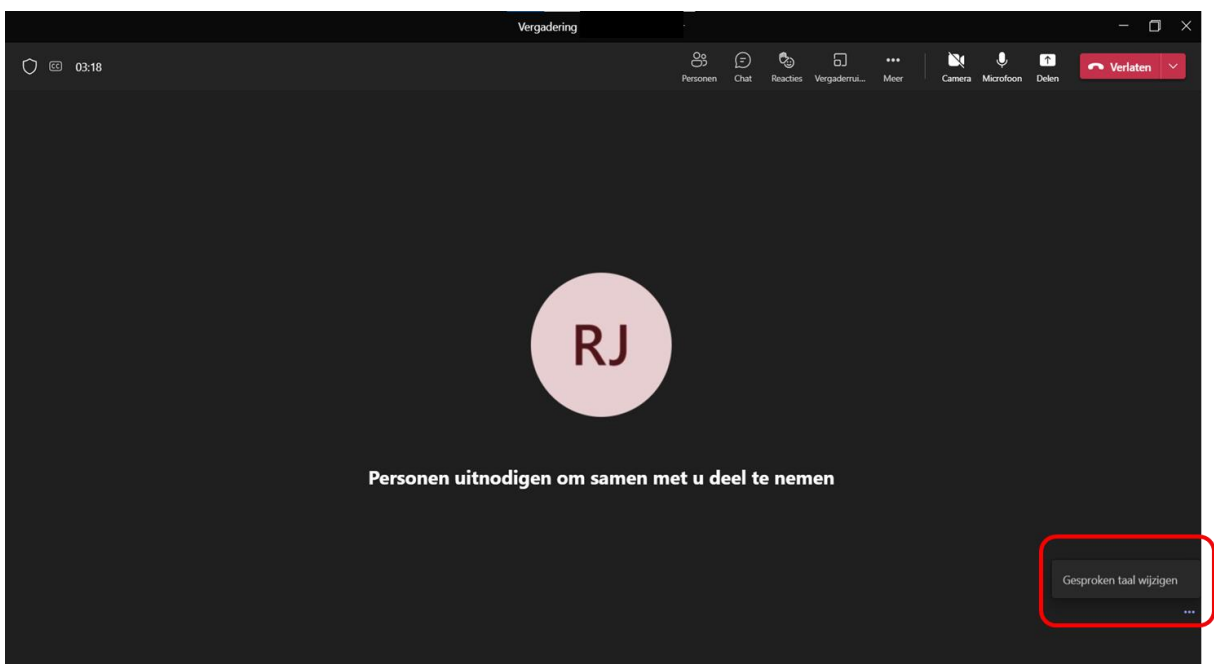 Vergadering
CC 03:18
Personen Chat Reacties Vergaderrui... Meer Camera Microfoon Delen Verlaten
RJ
Personen uitnodigen om samen met u deel te nemen
Gesproken taal wijzigen